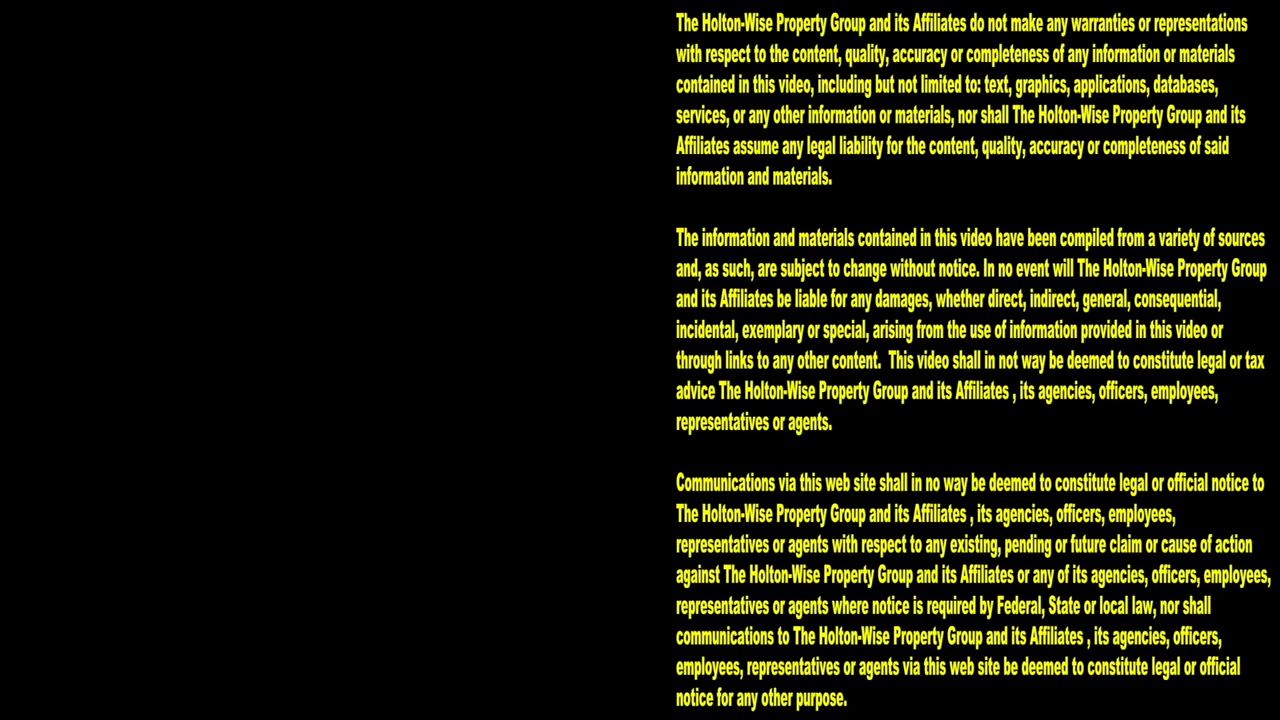 The Holton-Wise Property Group and its Affiliates do not make any warranties or representations
with respect to the content, quality, accuracy or completeness of any information or materials
contained in this video, including but not limited to: text, graphics, applications, databases,
services, or any other information or materials, nor shall The Holton-Wise Property Group and its
Affiliates assume any legal liability for the content, quality, accuracy or completeness of said
information and materials.
The information and materials contained in this video have been compiled from a variety of sources
and, as such, are subject to change without notice. In no event will The Holton-Wise Property Group
and its Affiliates be liable for any damages, whether direct, indirect, general, consequential,
incidental, exemplary or special, arising from the use of information provided in this video or
through links to any other content.  This video shall in not way be deemed to constitute legal or tax
advice The Holton-Wise Property Group and its Affiliates , its agencies, officers, employees,
representatives or agents.
Communications via this web site shall in no way be deemed to constitute legal or official notice to
The Holton-Wise Property Group and its Affiliates , its agencies, officers, employees,
representatives or agents with respect to any existing, pending or future claim or cause of action
against The Holton-Wise Property Group and its Affiliates or any of its agencies, officers, employees,
representatives or agents where notice is required by Federal, State or local law, nor shall
communications to The Holton-Wise Property Group and its Affiliates , its agencies, officers,
employees, representatives or agents via this web site be deemed to constitute legal or official
notice for any other purpose.